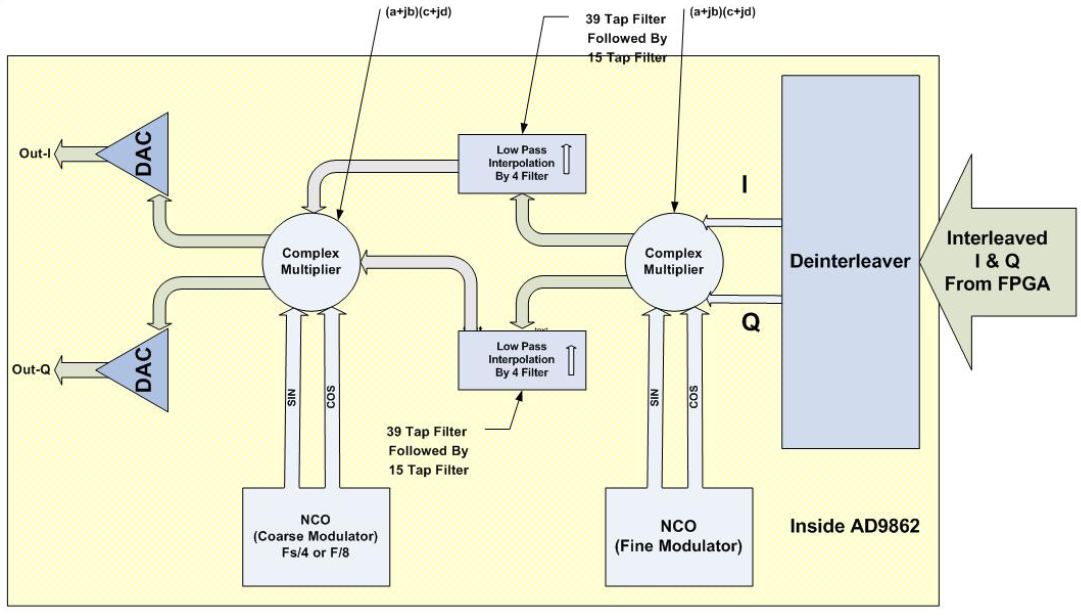 (a+jb)(c+jd)
39 Tap Filter
Followed By
15 Tap Filter
(a+jb)(c+jd)
Out-I
DAC
Low Pass
Interpolation
By 4 Filter
I
Complex
Multiplier
Complex
Multiplier
Deinterleaver
Interleaved
I & Q
From FPGA
Q
Out-Q
DAC
Low Pass
Interpolation
By 4 Filter
SIN
COS
SIN
COS
39 Tap Filter
Followed By
15 Tap Filter
NCO
(Coarse Modulator)
Fs/4 or F/8
NCO
(Fine Modulator)
Inside AD9862